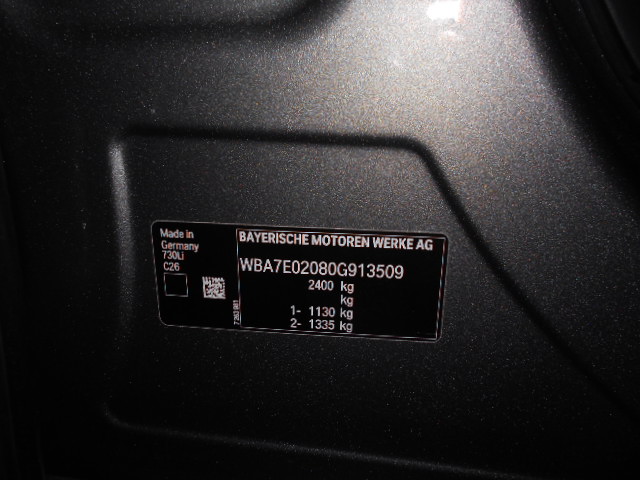 Made in
Germany
730Li
C26
BAYERISCHE MOTOREN WERKE AG
WBA7E02080G913509
2400 kg
kg
1- 1130 kg
2- 1335 kg